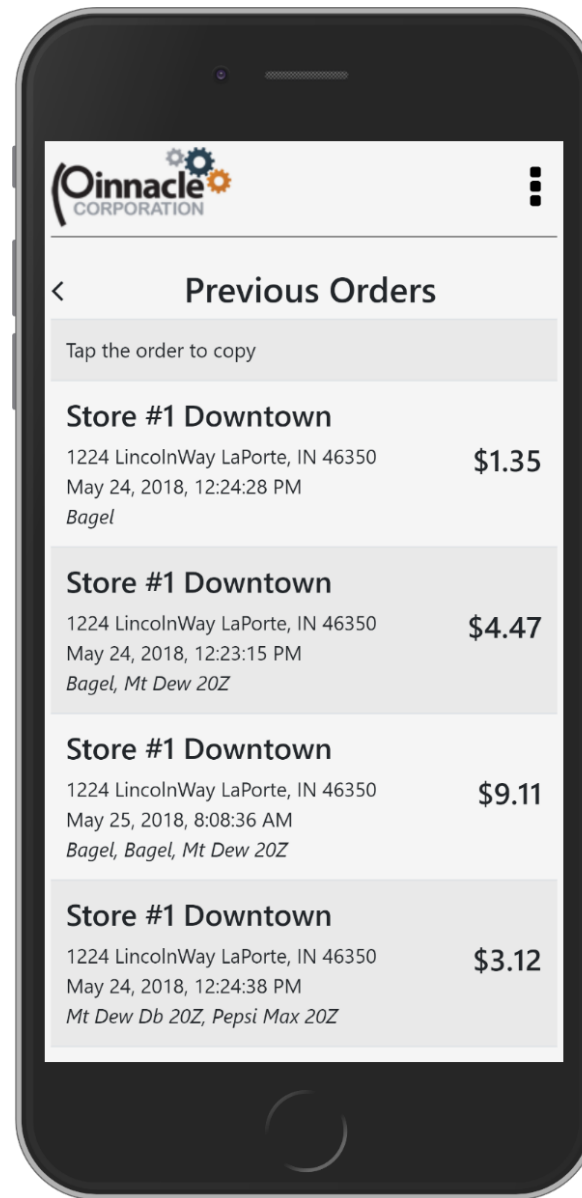 Pinnacle
CORPORATION
Previous Orders
Tap the order to copy
Store #1 Downtown
1224 LincolnWay LaPorte, IN 46350
$1.35
May 24, 2018, 12:24:28 PM
Bagel
Store #1 Downtown
1224 LincolnWay LaPorte, IN 46350
$4.47
May 24, 2018, 12:23:15 PM
Bagel, Mt Dew 20Z
Store #1 Downtown
1224 LincolnWay LaPorte, IN 46350
$9.11
May 25, 2018, 8:08:36 AM
Bagel, Bagel, Mt Dew 20Z
Store #1 Downtown
1224 LincolnWay LaPorte, IN 46350
$3.12
May 24, 2018, 12:24:38 PM
Mt Dew Db 20Z, Pepsi Max 20Z